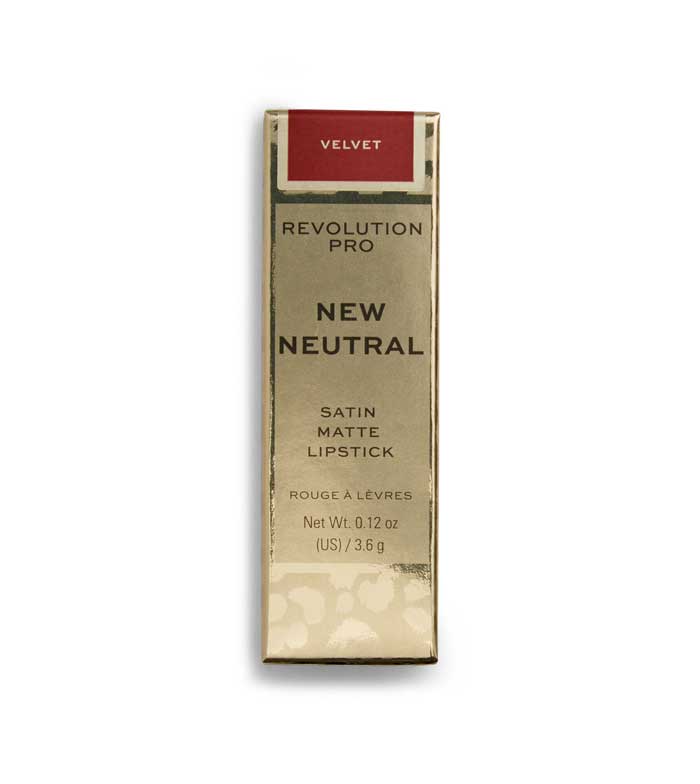 VELVET
REVOLUTION
PRO
NEW
NEUTRAL
SATIN
MATTE
LIPSTICK
ROUGE À LÈVRES
Net Wt. 0.12 oz
(US) / 3.6 g